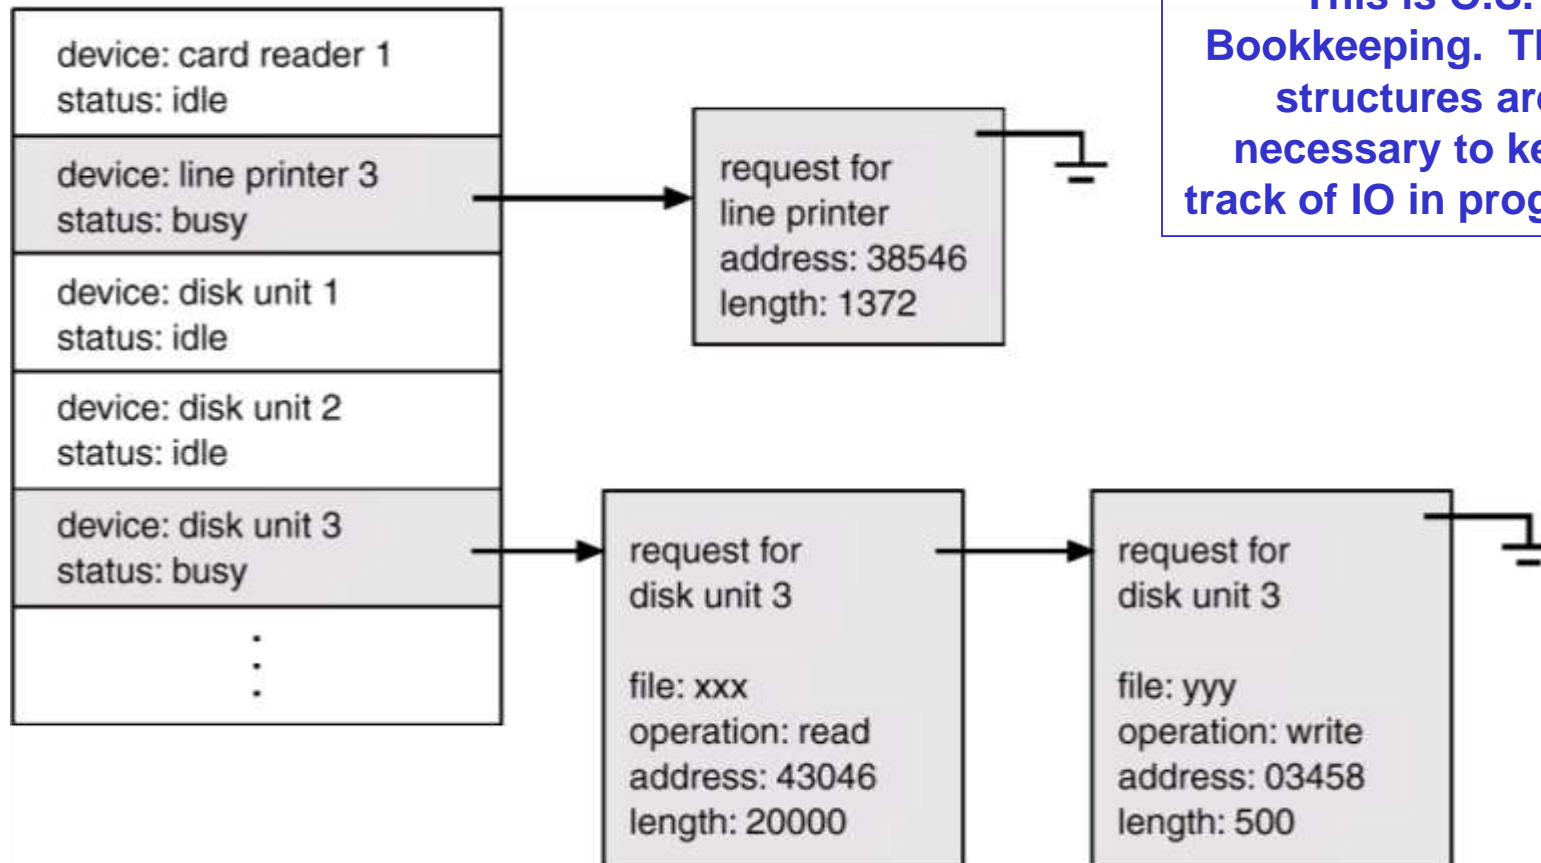 device: card reader 1
status: idle
device: line printer 3
status: busy
device: disk unit 1
status: idle
device: disk unit 2
status: idle
device: disk unit 3
status: busy
request for
line printer
address: 38546
length: 1372
This is O.S.
Bookkeeping.
structures
necessary to
track of IO in
request for
disk unit 3
file: xxx
operation: read
address: 43046
length: 20000
request for
disk unit 3
file: yyy
operation: write
address: 03458
length: 500